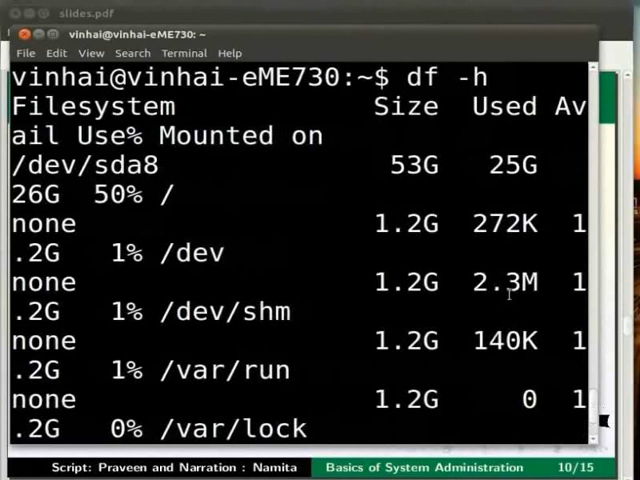 slides.pdf
vinhai@vinhai-eME730: ~
File Edit View Search Terminal Help
vinhai@vinhai-eME730:~$ df -h
Filesystem Size Used Av
ail Use% Mounted on
/dev/sda8 53G 25G
26G 50% /
none 1.2G 272K 1
.2G 1% /dev
none 1.2G 2.3M 1
.2G 1% /dev/shm
none 1.2G 140K 1
.2G 1% /var/run
none 1.2G 0 1
.2G 0% /var/lock
Script: Praveen and Narration : Namita Basics of System Administration 10/15